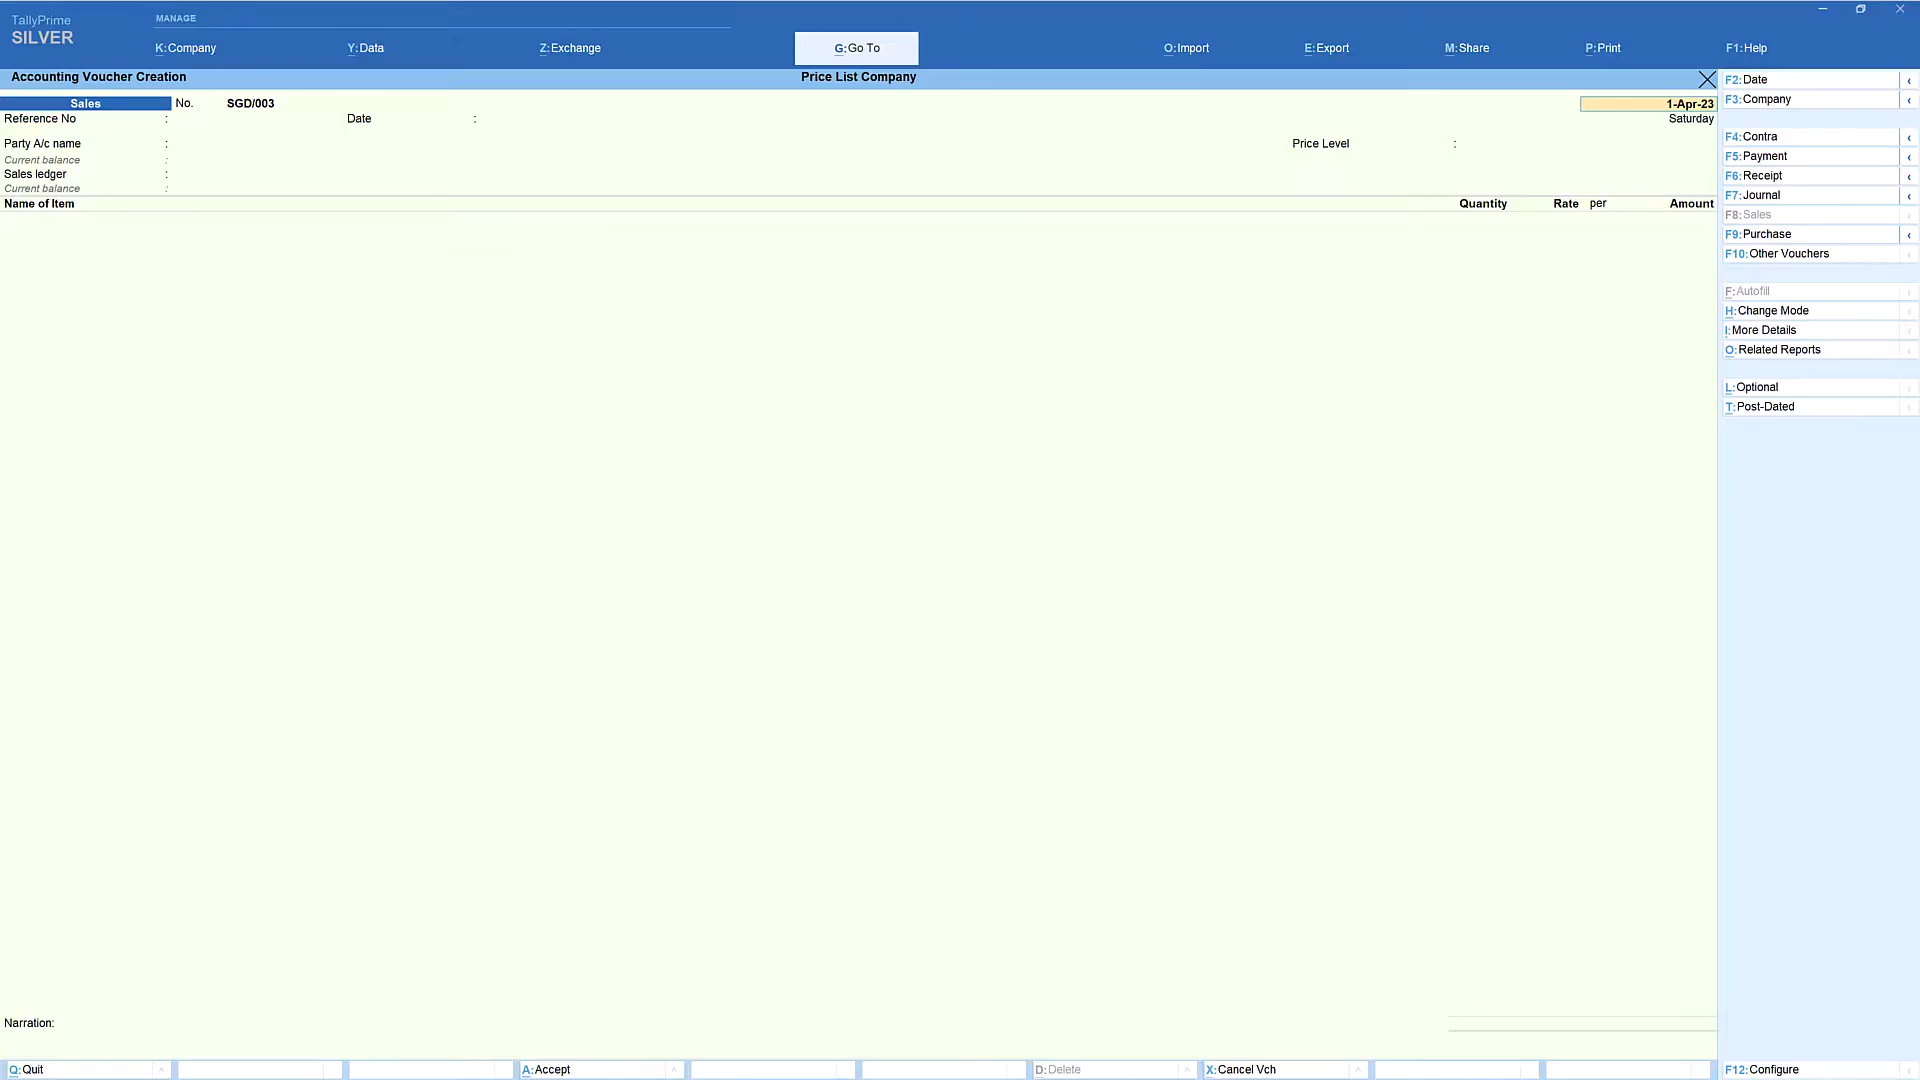 TallyPrime
SILVER
MANAGE
K:Company
Y:Data
Z:Exchange
G:Go To
O:Import
E:Export
M:Share
P:Print
F1:Help
Accounting Voucher Creation
Price List Company
Sales No. SGD/003
1-Apr-23
Reference No : Date :
Saturday
Party A/c name :
Price Level :
Current balance :
Sales ledger :
Current balance :
Name of Item Quantity Rate per Amount
Narration:
F2:Date
F3:Company
F4:Contra
F5:Payment
F6:Receipt
F7:Journal
F8:Sales
F9:Purchase
F10:Other Vouchers
F:Autofill
H:Change Mode
I:More Details
O:Related Reports
L:Optional
T:Post-Dated
Q:Quit
A:Accept
D:Delete
X:Cancel Vch
F12:Configure